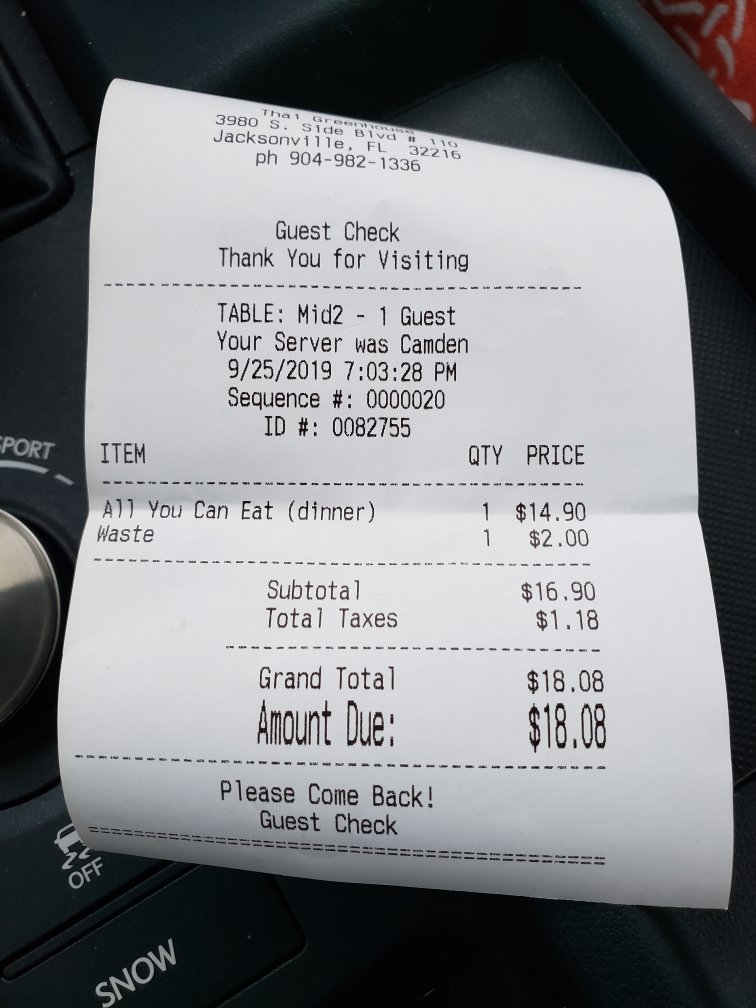 Thai Greenhouse
3980 S. Side Blvd # 110
Jacksonville, FL 32216
ph 904-982-1336
Guest Check
Thank You for Visiting
TABLE: Mid2 - 1 Guest
Your Server was Camden
9/25/2019 7:03:28 PM
Sequence #: 0000020
ID #: 0082755
ITEM QTY PRICE
All You Can Eat (dinner) 1 $14.90
Waste 1 $2.00
Subtotal $16.90
Total Taxes $1.18
Grand Total $18.08
Amount Due: $18.08
Please Come Back!
Guest Check
SPORT
OFF
SNOW